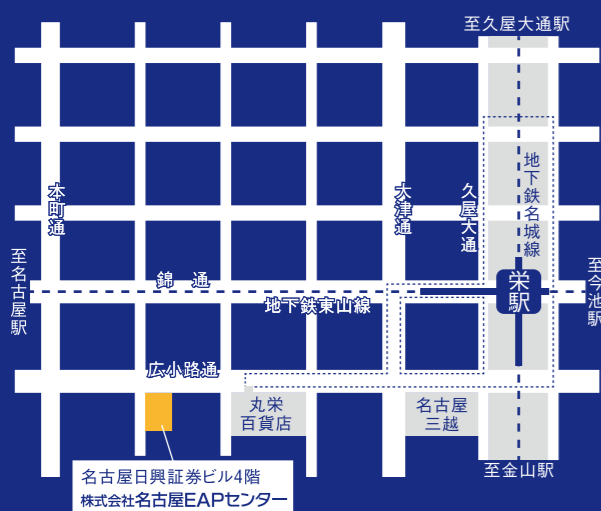 至久屋大通駅
地下鉄名城線
本町通
大津通
久屋大通
至名古屋駅
錦　通
地下鉄東山線
栄駅
至今池駅
広小路通
丸栄
百貨店
名古屋
三越
至金山駅
名古屋日興証券ビル4階
株式会社名古屋EAPセンター